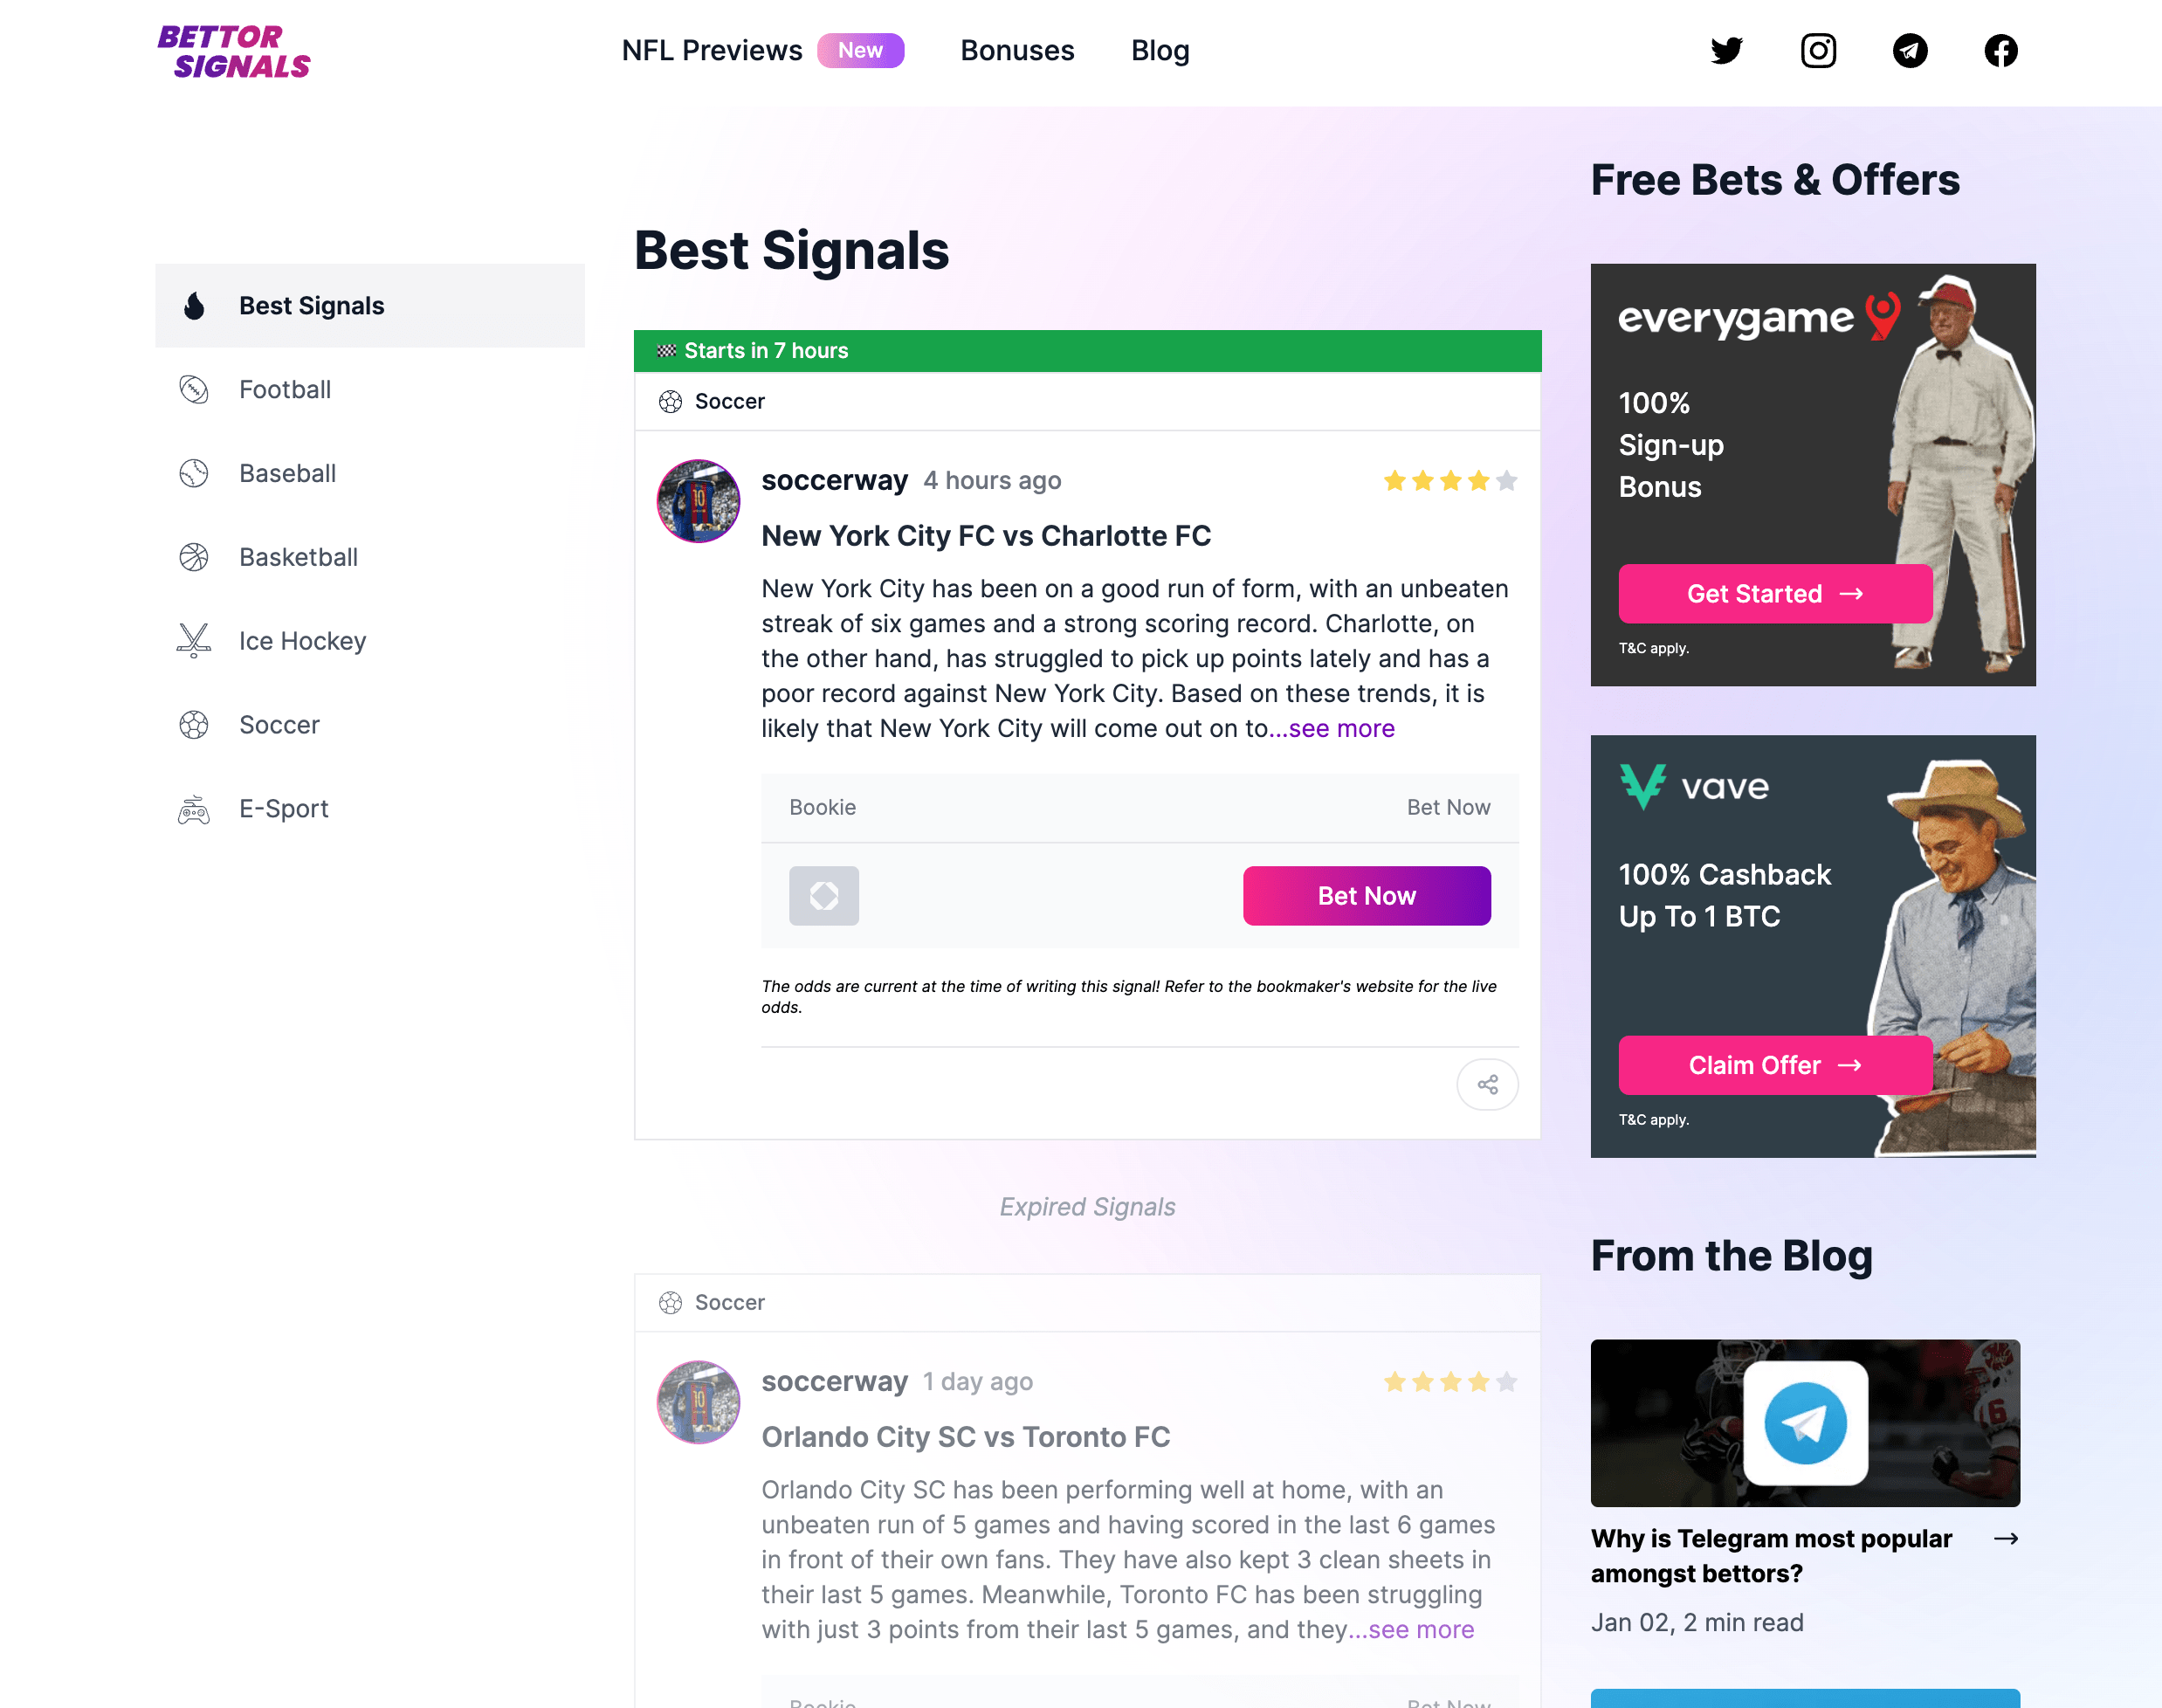 BETTOR
SIGNALS
NFL Previews New Bonuses Blog
Best Signals
Football
Baseball
Basketball
Ice Hockey
Soccer
E-Sport
Best Signals
Starts in 7 hours
Soccer
soccerway 4 hours ago
10
New York City FC vs Charlotte FC
New York City has been on a good run of form, with an unbeaten
streak of six games and a strong scoring record. Charlotte, on
the other hand, has struggled to pick up points lately and has a
poor record against New York City. Based on these trends, it is
likely that New York City will come out on to...see more
Bookie Bet Now
Bet Now
The odds are current at the time of writing this signal! Refer to the bookmaker's website for the live
odds.
Expired Signals
Soccer
soccerway 1 day ago
10
Orlando City SC vs Toronto FC
Orlando City SC has been performing well at home, with an
unbeaten run of 5 games and having scored in the last 6 games
in front of their own fans. They have also kept 3 clean sheets in
their last 5 games. Meanwhile, Toronto FC has been struggling
with just 3 points from their last 5 games, and they...see more
Bookie Bet Now
Free Bets & Offers
everygame
100%
Sign-up
Bonus
Get Started →
T&C apply.
vave
100% Cashback
Up To 1 BTC
Claim Offer →
T&C apply.
From the Blog
16
Why is Telegram most popular →
amongst bettors?
Jan 02, 2 min read